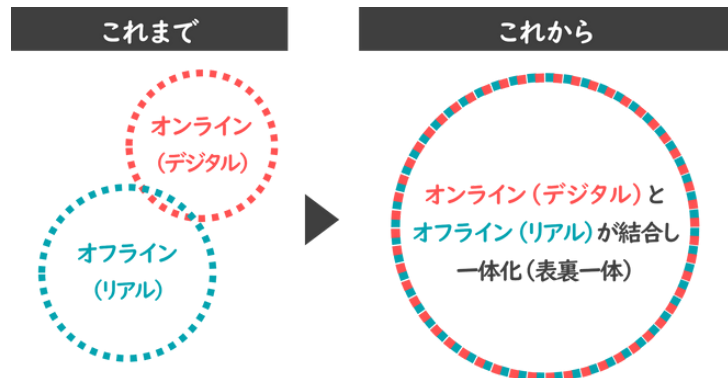 これまで
これから
オンライン
(デジタル)
オフライン
(リアル)
オンライン(デジタル)と
オフライン(リアル)が結合し
一体化(表裏一体)